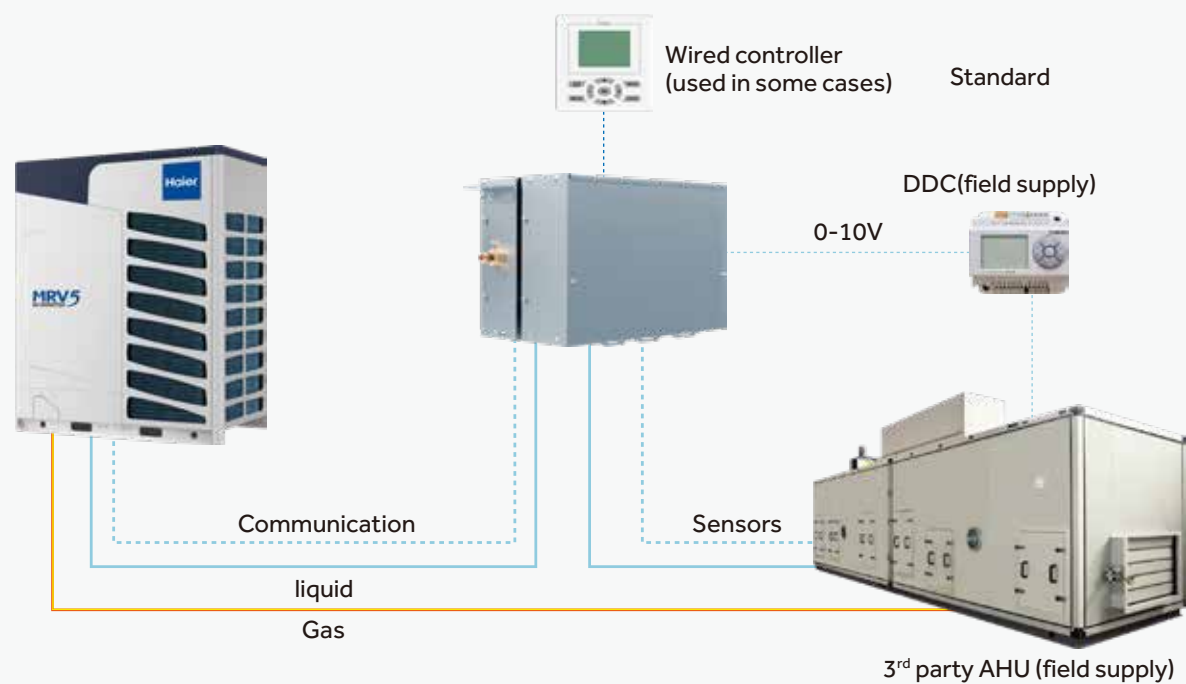 Wired controller
(used in some cases)
Standard
Haier
DDC(field supply)
0-10V
MRV5
Communication
Sensors
liquid
Gas
3rd party AHU (field supply)